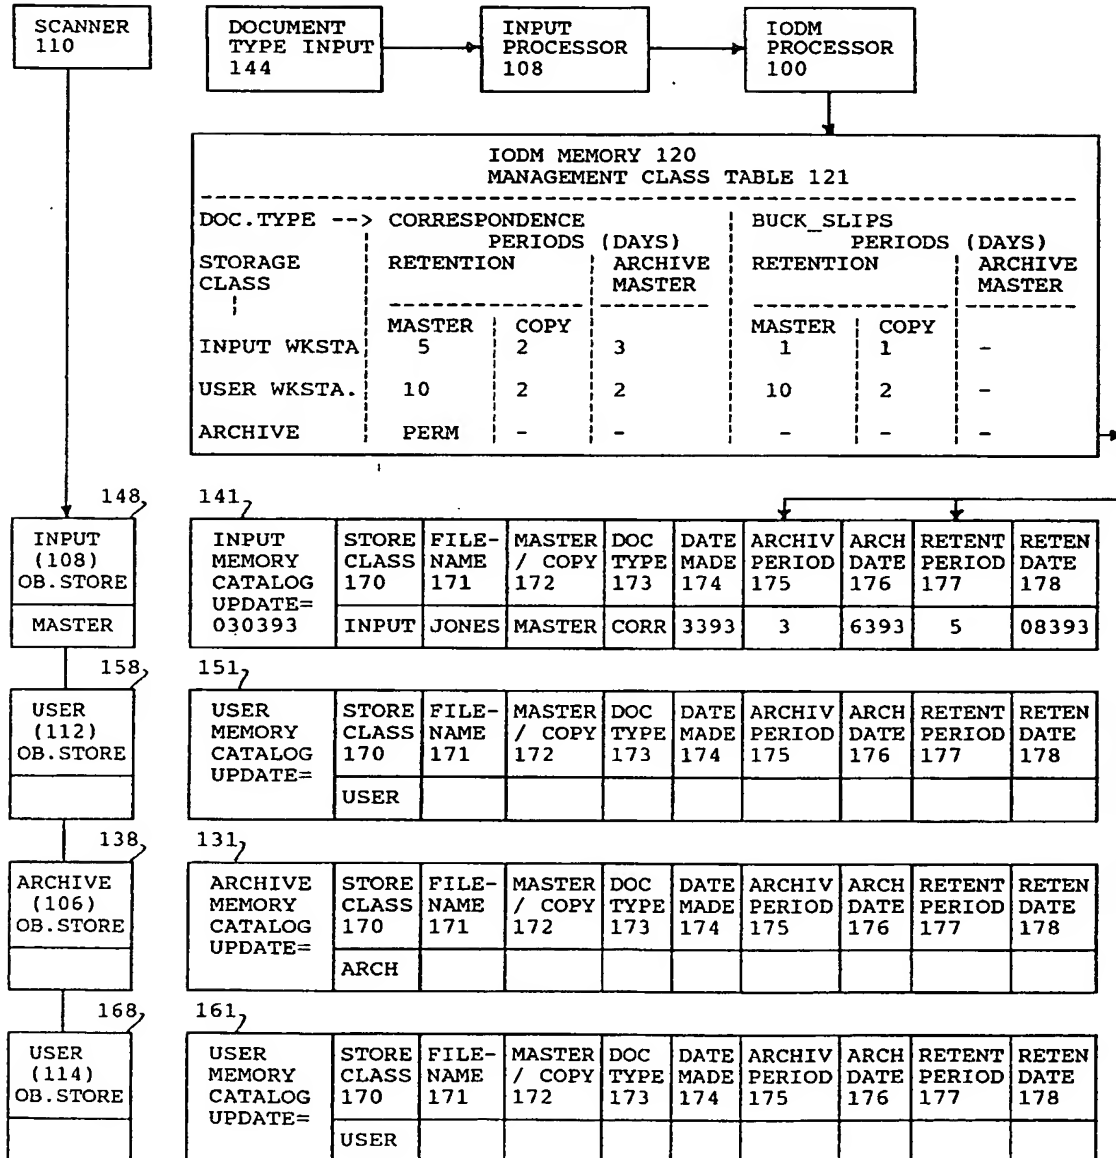 SCANNER
110
DOCUMENT
TYPE INPUT
144
INPUT
PROCESSOR
108
IODM
PROCESSOR
100
IODM MEMORY 120
MANAGEMENT CLASS TABLE 121
DOC.TYPE --> CORRESPONDENCE BUCK_SLIPS
PERIODS (DAYS) PERIODS (DAYS)
STORAGE RETENTION ARCHIVE RETENTION ARCHIVE
CLASS MASTER MASTER
MASTER COPY MASTER COPY
INPUT WKSTA 5 2 3 1 1 -
USER WKSTA. 10 2 2 10 2 -
ARCHIVE PERM - - - - -
148
INPUT
(108)
OB.STORE
MASTER
141
INPUT STORE FILE- MASTER DOC DATE ARCHIV ARCH RETENT RETEN
MEMORY CLASS NAME / COPY TYPE MADE PERIOD DATE PERIOD DATE
CATALOG 170 171 172 173 174 175 176 177 178
UPDATE=
030393 INPUT JONES MASTER CORR 3393 3 6393 5 08393
158
USER
(112)
OB.STORE
151
USER STORE FILE- MASTER DOC DATE ARCHIV ARCH RETENT RETEN
MEMORY CLASS NAME / COPY TYPE MADE PERIOD DATE PERIOD DATE
CATALOG 170 171 172 173 174 175 176 177 178
UPDATE=
USER
138
ARCHIVE
(106)
OB.STORE
131
ARCHIVE STORE FILE- MASTER DOC DATE ARCHIV ARCH RETENT RETEN
MEMORY CLASS NAME / COPY TYPE MADE PERIOD DATE PERIOD DATE
CATALOG 170 171 172 173 174 175 176 177 178
UPDATE=
ARCH
168
USER
(114)
OB.STORE
161
USER STORE FILE- MASTER DOC DATE ARCHIV ARCH RETENT RETEN
MEMORY CLASS NAME / COPY TYPE MADE PERIOD DATE PERIOD DATE
CATALOG 170 171 172 173 174 175 176 177 178
UPDATE=
USER